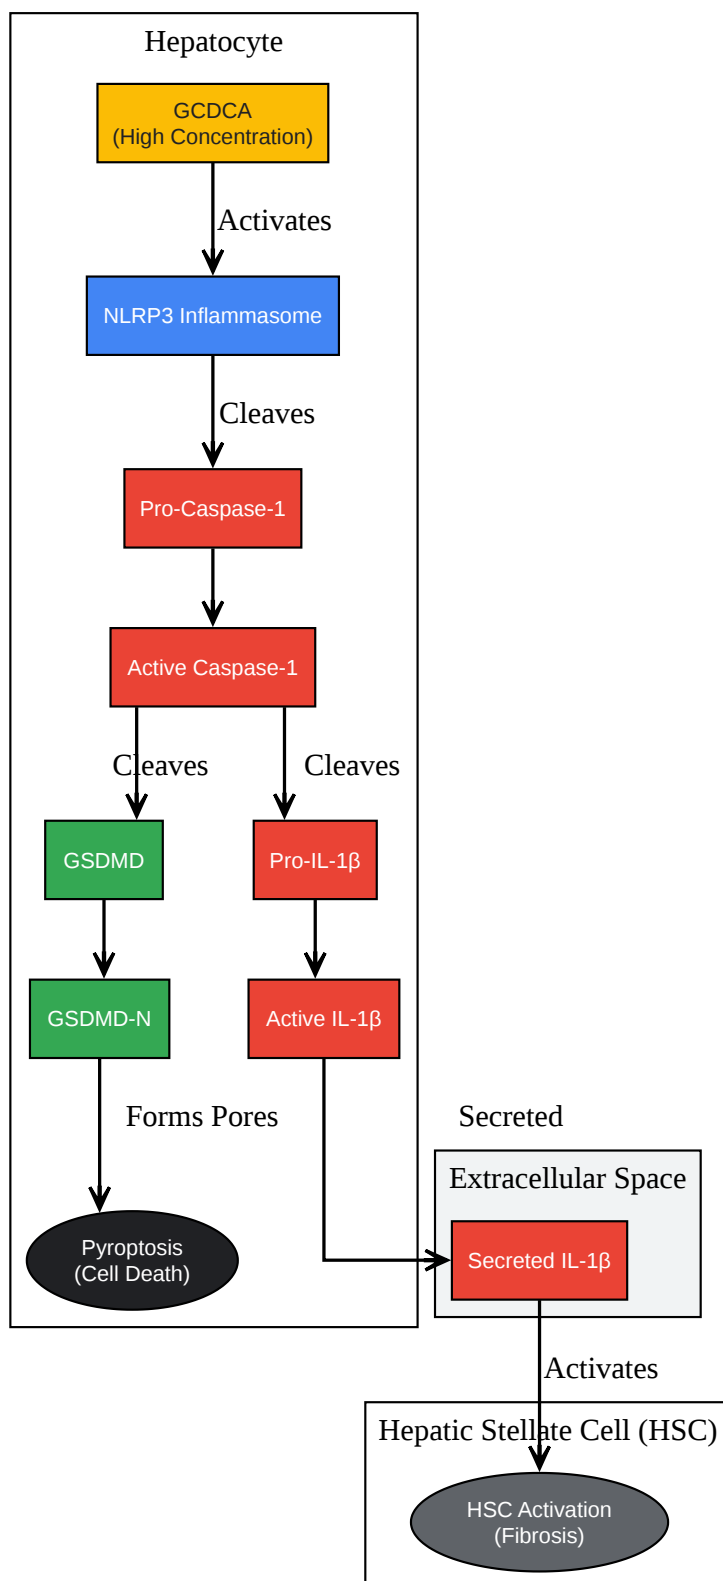 Hepatocyte
GCDCA
(High Concentration)
Activates
NLRP3 Inflammasome
Cleaves
Pro-Caspase-1
Active Caspase-1
Cleaves
Cleaves
GSDMD
Pro-IL-1β
GSDMD-N
Active IL-1β
Forms Pores
Secreted
Extracellular Space
Pyroptosis
(Cell Death)
Secreted IL-1β
Activates
Hepatic Stellate Cell (HSC)
HSC Activation
(Fibrosis)